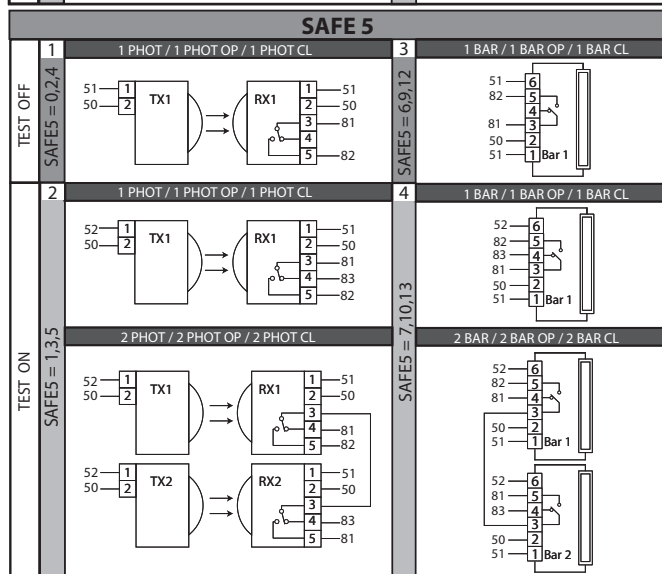 SAFE 5
TEST OFF
SAFE5 = 0,2,4
1
1 PHOT / 1 PHOT OP / 1 PHOT CL
51 1
50 2
TX1
RX1
1 51
2 50
3 81
4
5 82
SAFE5 = 6,9,12
3
1 BAR / 1 BAR OP / 1 BAR CL
51 6
82 5
4
81 3
50 2
51 1 Bar 1
TEST ON
SAFE5 = 1,3,5
2
1 PHOT / 1 PHOT OP / 1 PHOT CL
52 1
50 2
TX1
RX1
1 51
2 50
3 81
4 83
5 82
2 PHOT / 2 PHOT OP / 2 PHOT CL
52 1
50 2
TX1
RX1
1 51
2 50
3
4 81
5 82
52 1
50 2
TX2
RX2
1 51
2 50
3
4 83
5 81
SAFE5 = 7,10,13
4
1 BAR / 1 BAR OP / 1 BAR CL
52 6
82 5
83 4
81 3
50 2
51 1 Bar 1
2 BAR / 2 BAR OP / 2 BAR CL
52 6
82 5
81 4
3
50 2
51 1 Bar 1
52 6
81 5
83 4
3
50 2
51 1 Bar 2